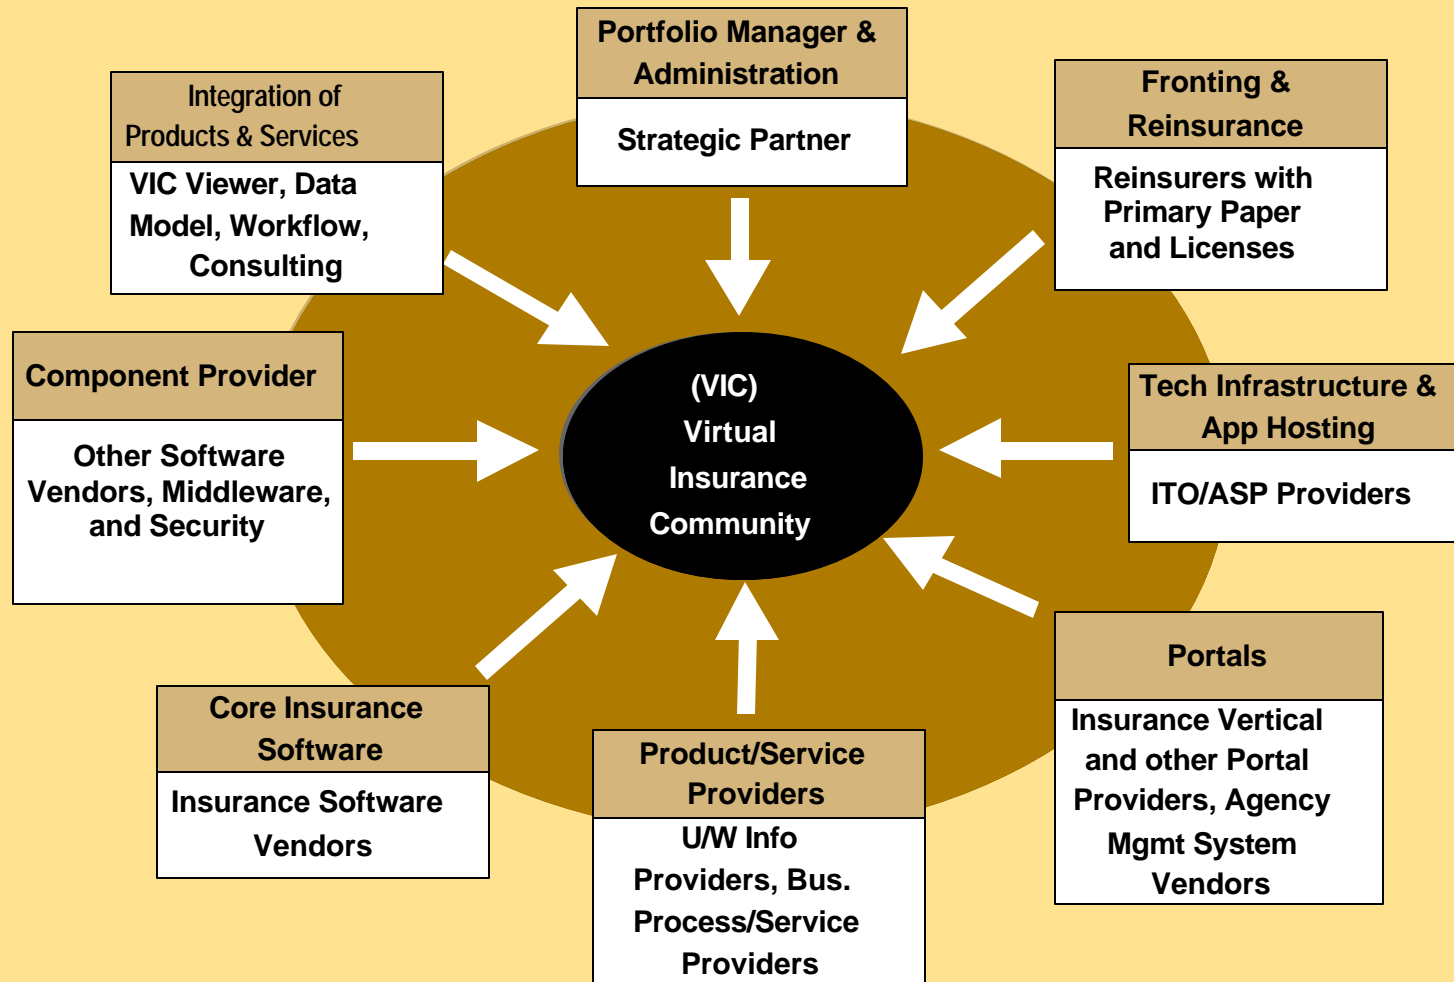 Portfolio Manager &
Administration
Strategic Partner
Integration of
Products & Services
VIC Viewer, Data
Model, Workflow,
Consulting
Fronting &
Reinsurance
Reinsurers with
Primary Paper
and Licenses
Component Provider
Other Software
Vendors, Middleware,
and Security
(VIC)
Virtual
Insurance
Community
Tech Infrastructure &
App Hosting
ITO/ASP Providers
Core Insurance
Software
Insurance Software
Vendors
Product/Service
Providers
U/W Info
Providers, Bus.
Process/Service
Providers
Portals
Insurance Vertical
and other Portal
Providers, Agency
Mgmt System
Vendors